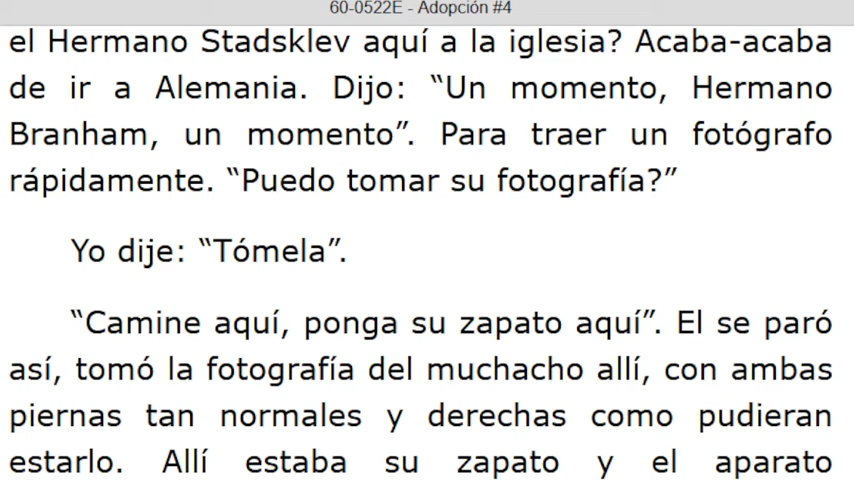 60-0522E - Adopción #4
el Hermano Stadsklev aquí a la iglesia? Acaba-acaba
de ir a Alemania. Dijo: “Un momento, Hermano
Branham, un momento”. Para traer un fotógrafo
rápidamente. “Puedo tomar su fotografía?”
Yo dije: “Tómela”.
“Camine aquí, ponga su zapato aquí”. El se paró
así, tomó la fotografía del muchacho allí, con ambas
piernas tan normales y derechas como pudieran
estarlo. Allí estaba su zapato y el aparato